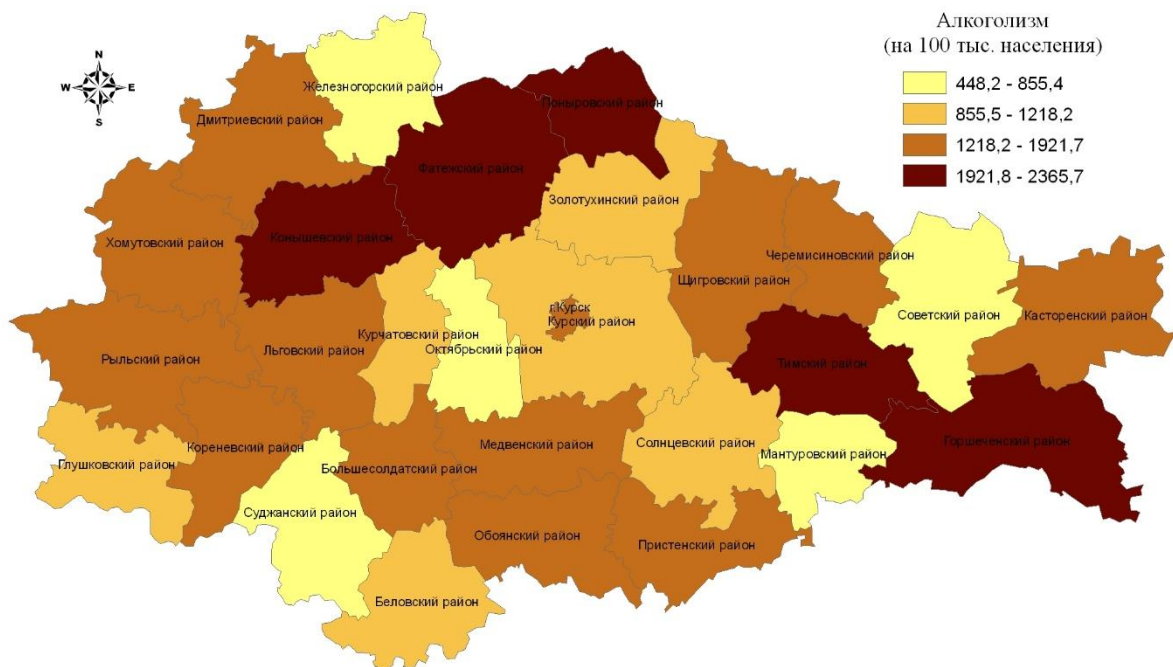 Алкоголизм
(на 100 тыс. населения)
448,2 - 855,4
855,5 - 1218,2
1218,2 - 1921,7
1921,8 - 2365,7
N
W
E
S
Железногорский район
Поныровский район
Дмитриевский район
Фатежский район
Золотухинский район
Хомутовский район
Конышевский район
Черемисиновский район
Щигровский район
г.Курск
Курский район
Советский район
Касторенский район
Курчатовский район
Октябрьский район
Рыльский район
Льговский район
Тимский район
Кореневский район
Медвенский район
Солнцевский район
Горшеченский район
Мантуровский район
Глушковский район
Большесолдатский район
Суджанский район
Обоянский район
Пристенский район
Беловский район